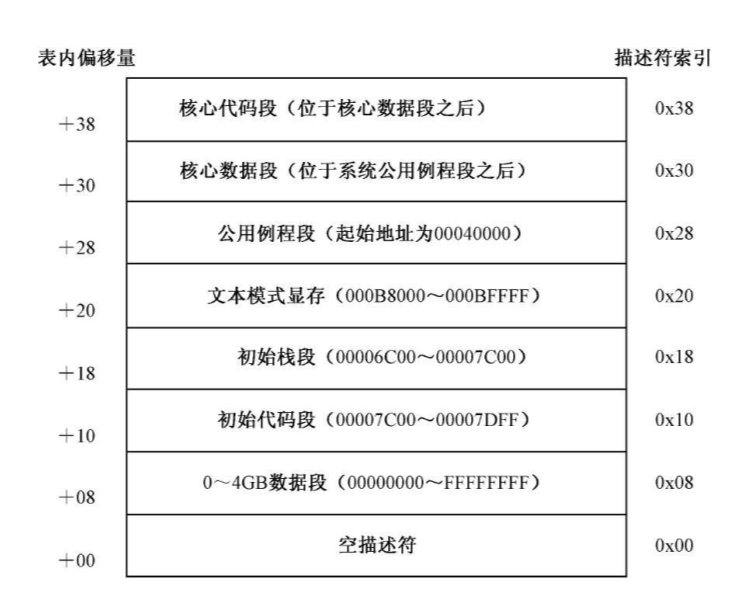 表内偏移量 描述符索引
+38 核心代码段（位于核心数据段之后） 0x38
+30 核心数据段（位于系统公用例程段之后） 0x30
+28 公用例程段（起始地址为00040000） 0x28
+20 文本模式显存（000B8000～000BFFFF） 0x20
+18 初始栈段（00006C00～00007C00） 0x18
+10 初始代码段（00007C00～00007DFF） 0x10
+08 0～4GB数据段（00000000～FFFFFFFF） 0x08
+00 空描述符 0x00